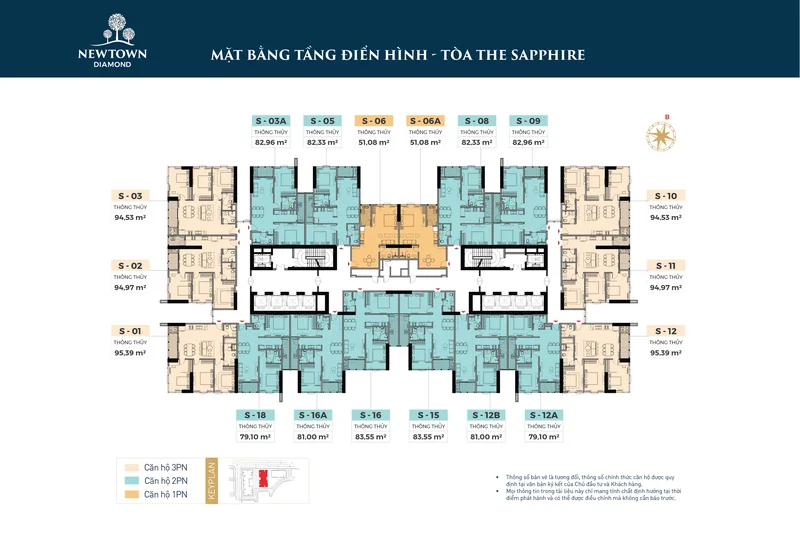 NEWTOWN
DIAMOND
MẶT BẰNG TẦNG ĐIỂN HÌNH - TÒA THE SAPPHIRE
S - 03A
THÔNG THỦY
82,96 m²
S - 05
THÔNG THỦY
82,33 m²
S - 06
THÔNG THỦY
51,08 m²
S - 06A
THÔNG THỦY
51,08 m²
S - 08
THÔNG THỦY
82,33 m²
S - 09
THÔNG THỦY
82,96 m²
B
S - 03
THÔNG THỦY
94,53 m²
S - 10
THÔNG THỦY
94,53 m²
S - 02
THÔNG THỦY
94,97 m²
S - 11
THÔNG THỦY
94,97 m²
S - 01
THÔNG THỦY
95,39 m²
S - 12
THÔNG THỦY
95,39 m²
S - 18
THÔNG THỦY
79,10 m²
S - 16A
THÔNG THỦY
81,00 m²
S - 16
THÔNG THỦY
83,55 m²
S - 15
THÔNG THỦY
83,55 m²
S - 12B
THÔNG THỦY
81,00 m²
S - 12A
THÔNG THỦY
79,10 m²
Căn hộ 3PN
Căn hộ 2PN
Căn hộ 1PN
KEYPLAN
• Thông số bản vẽ là tương đối, thông số chính thức căn hộ được quy
định tại văn bản ký kết của Chủ đầu tư và Khách hàng.
• Mọi thông tin trong tài liệu này chỉ mang tính chất định hướng tại thời
điểm phát hành và có thể được điều chỉnh mà không cần báo trước.